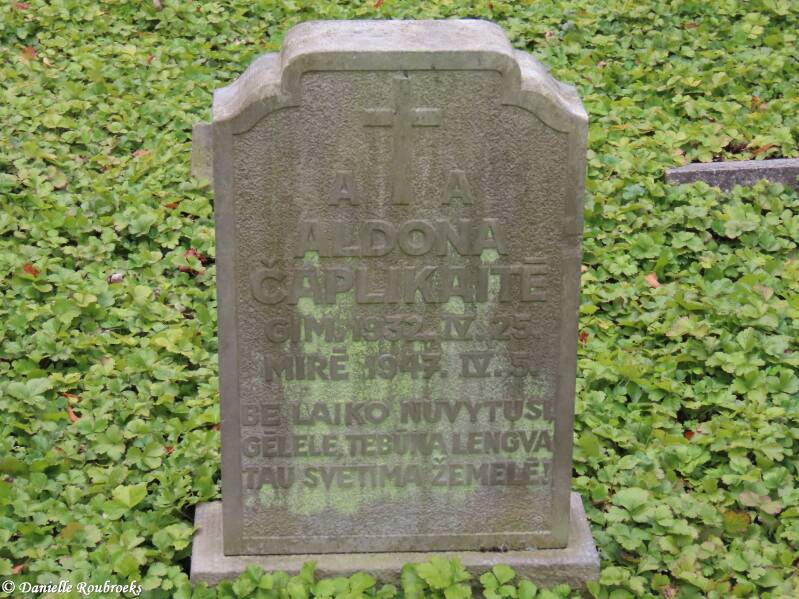 A A
ALDONA
ČAPLIKAITĖ
GIM. 1932. IV. 25.
MIRĖ 1947. IV. 5.
BE LAIKO NUVYTUSI,
GĖLELE, TEBUNA LENGVA
TAU SVETIMA ŽEMELĖ!
© Danielle Roubroeks